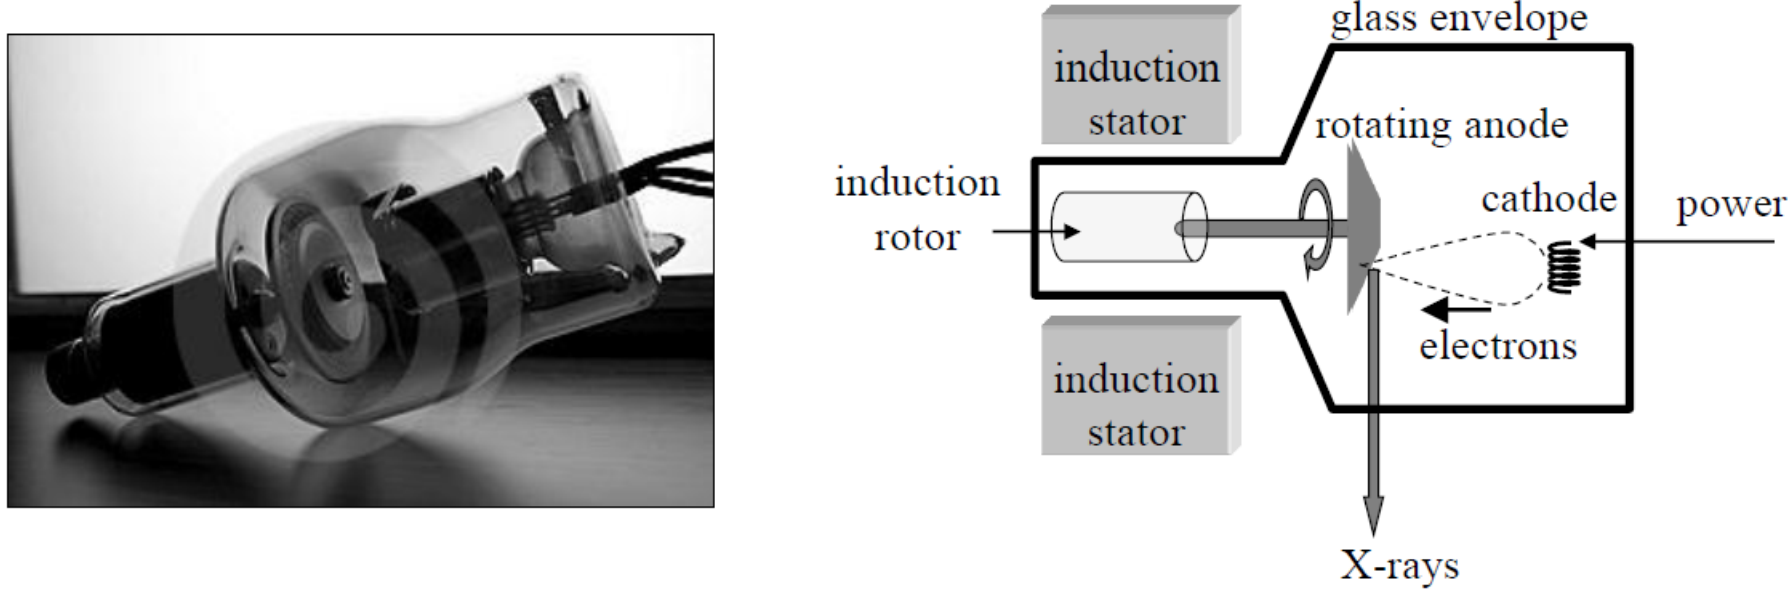 glass envelope
induction
stator
rotating anode
induction
rotor
cathode
power
electrons
induction
stator
X-rays